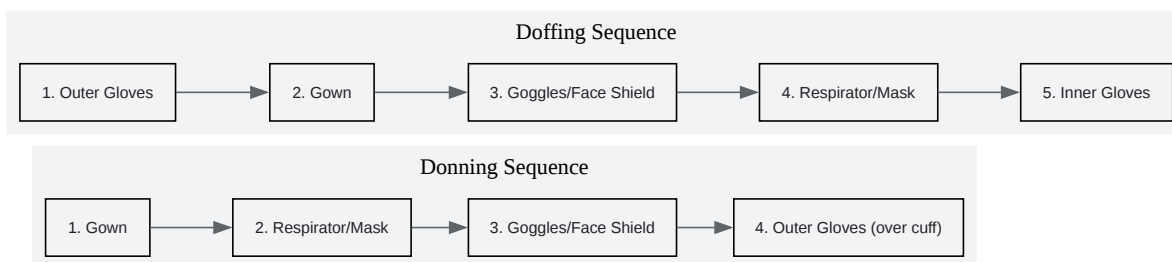 Doffing Sequence
1. Outer Gloves
2. Gown
3. Goggles/Face Shield
4. Respirator/Mask
5. Inner Gloves
Donning Sequence
1. Gown
2. Respirator/Mask
3. Goggles/Face Shield
4. Outer Gloves (over cuff)